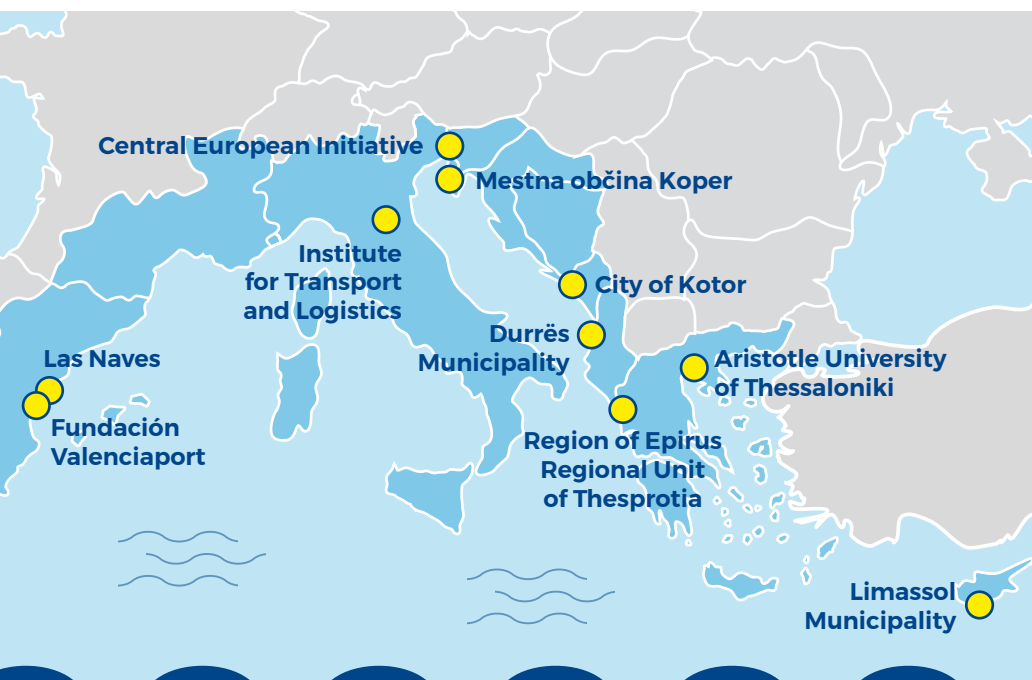 Central European Initiative
Mestna občina Koper
Institute
for Transport
and Logistics
City of Kotor
Durrës
Municipality
Las Naves
Aristotle University
of Thessaloniki
Fundación
Valenciaport
Region of Epirus
Regional Unit
of Thesprotia
Limassol
Municipality